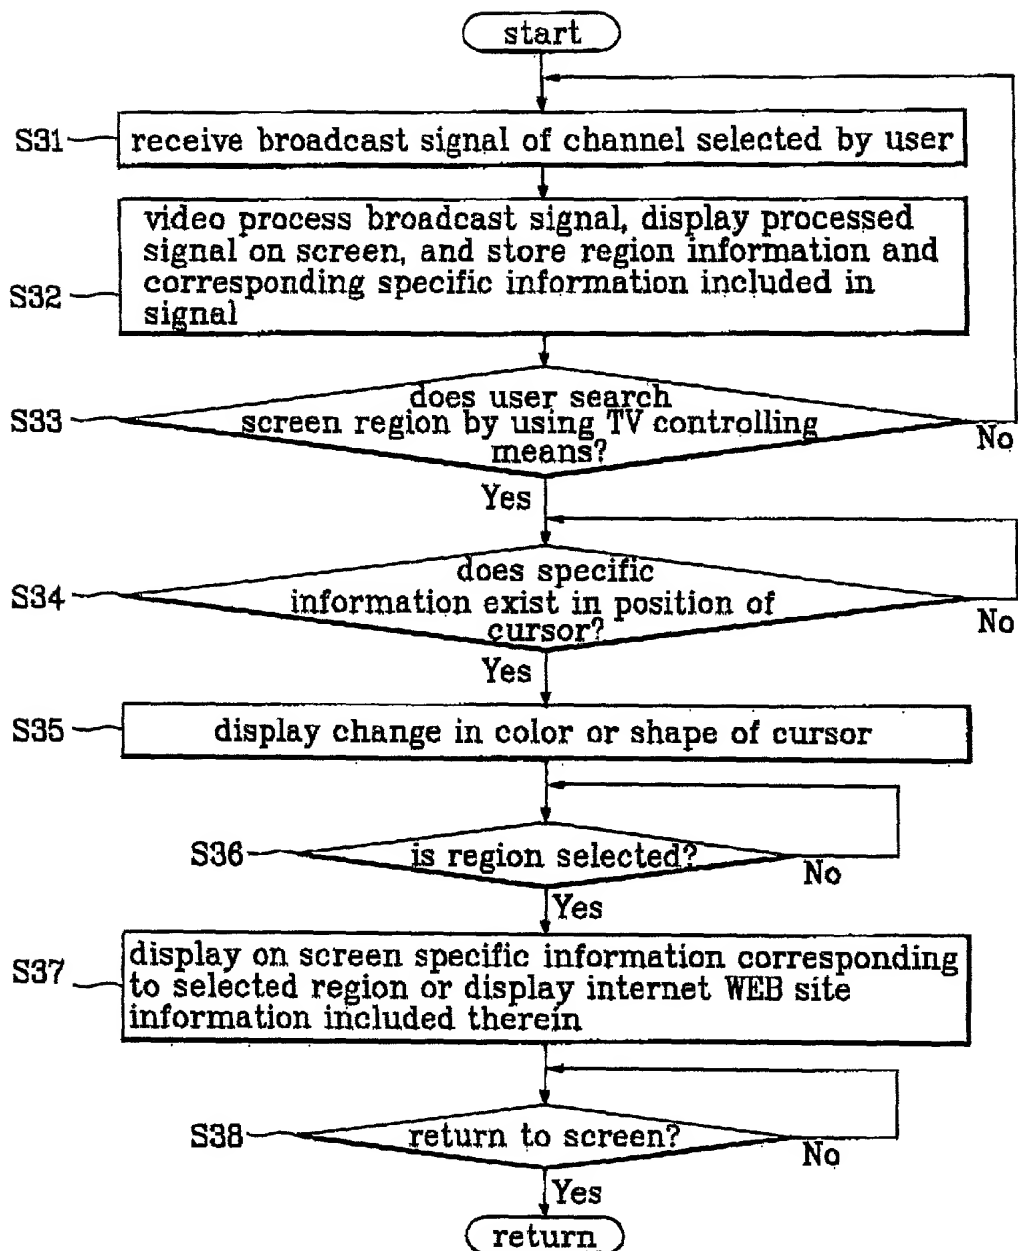 start
S31
receive broadcast signal of channel selected by user
video process broadcast signal, display processed
signal on screen, and store region information and
corresponding specific information included in
signal
S32
does user search
screen region by using TV controlling
means?
S33
No
Yes
does specific
information exist in position of
cursor?
S34
No
Yes
S35
display change in color or shape of cursor
S36
is region selected?
No
Yes
display on screen specific information corresponding
to selected region or display internet WEB site
information included therein
S37
S38
return to screen?
No
Yes
return